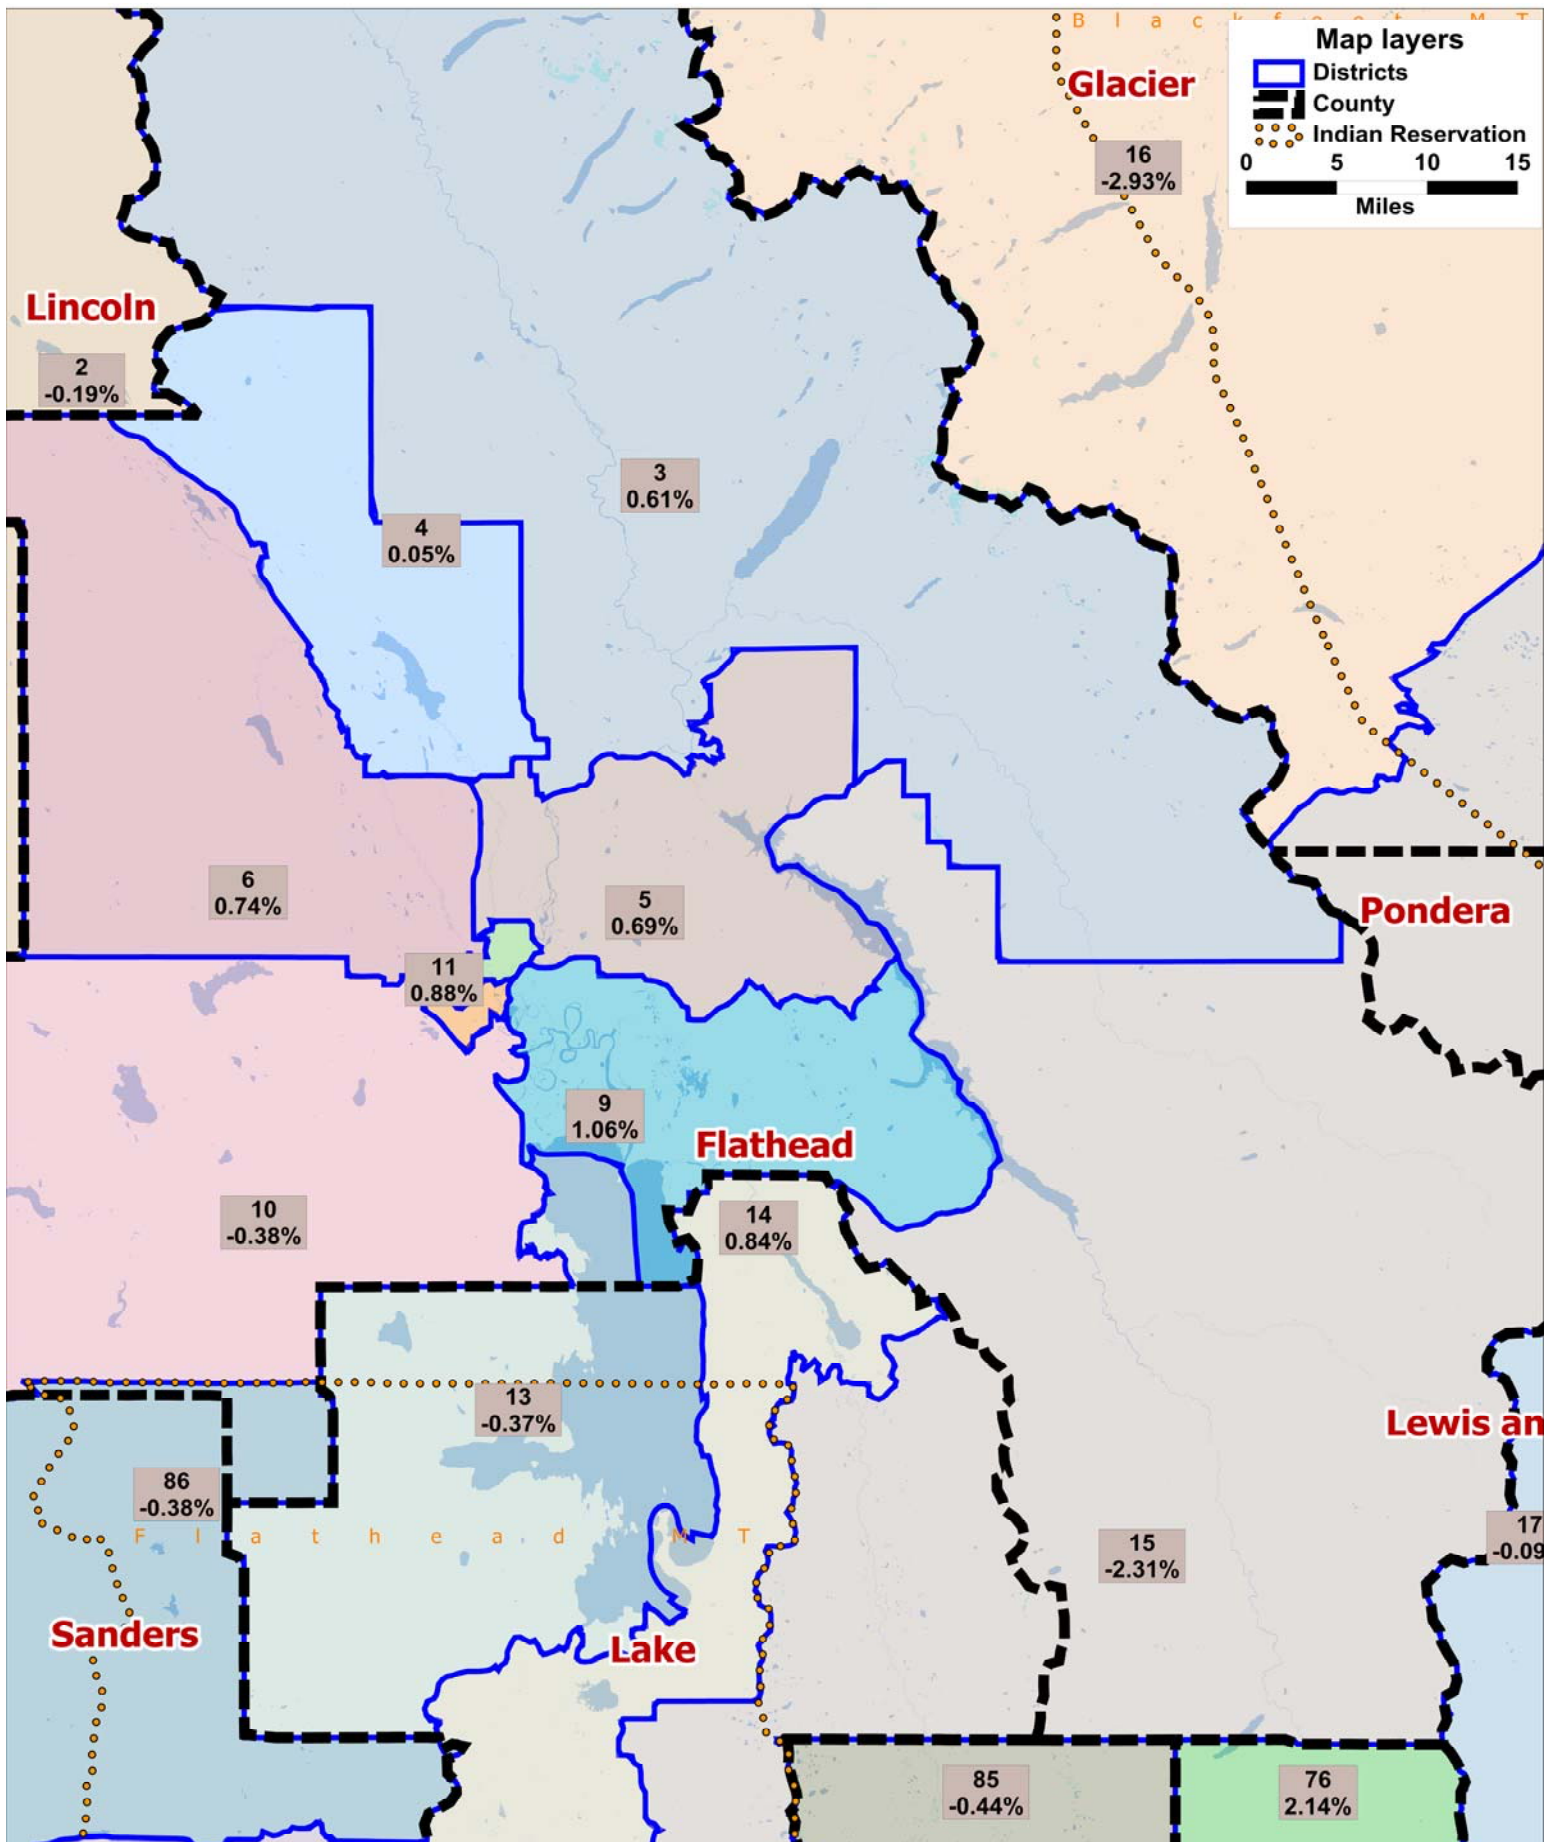 B l a c k f e e t M T
Map layers
Districts
County
Indian Reservation
0 5 10 15
Miles
Glacier
16
-2.93%
Lincoln
2
-0.19%
3
0.61%
4
0.05%
6
0.74%
5
0.69%
Pondera
11
0.88%
9
1.06%
Flathead
10
-0.38%
14
0.84%
13
-0.37%
Lewis an
86
-0.38%
F l a t h e a d M T
15
-2.31%
17
-0.09
Sanders
Lake
85
-0.44%
76
2.14%